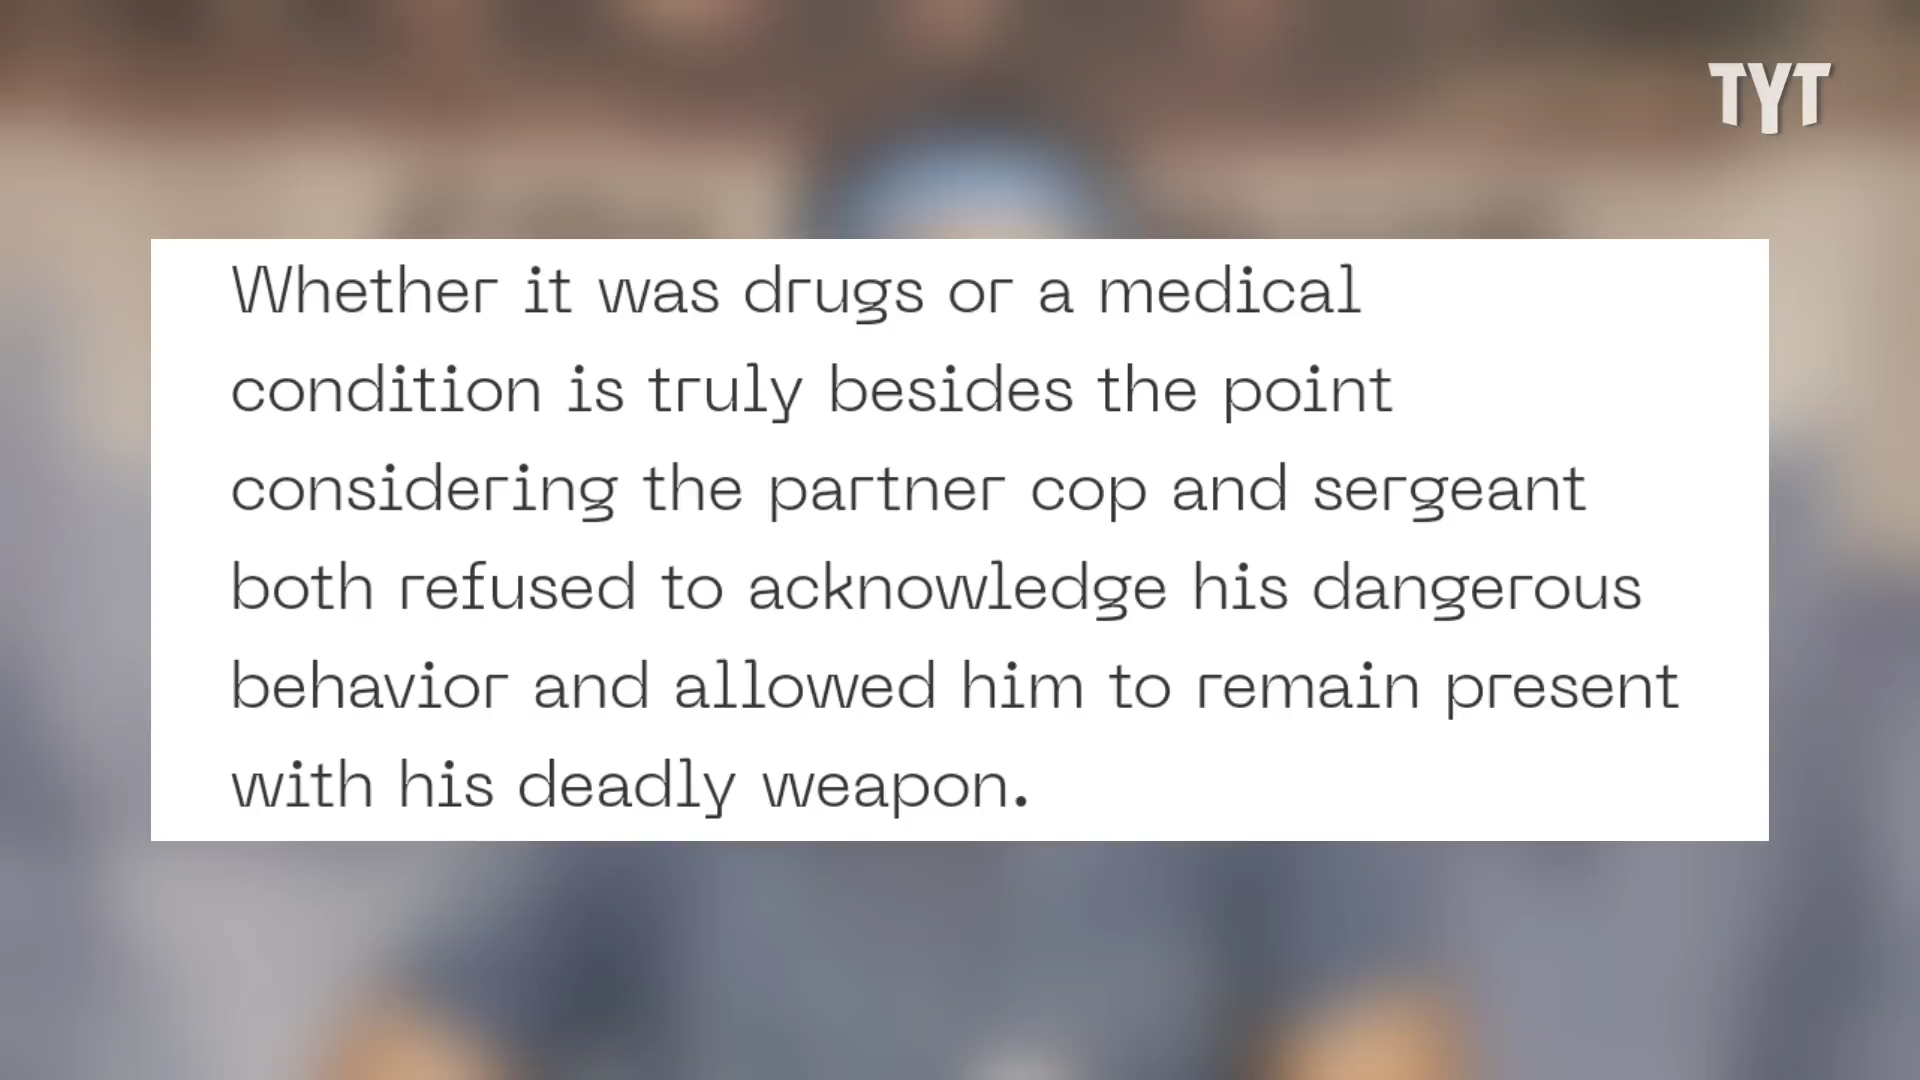 TYT
Whether it was drugs or a medical
condition is truly besides the point
considering the partner cop and sergeant
both refused to acknowledge his dangerous
behavior and allowed him to remain present
with his deadly weapon.